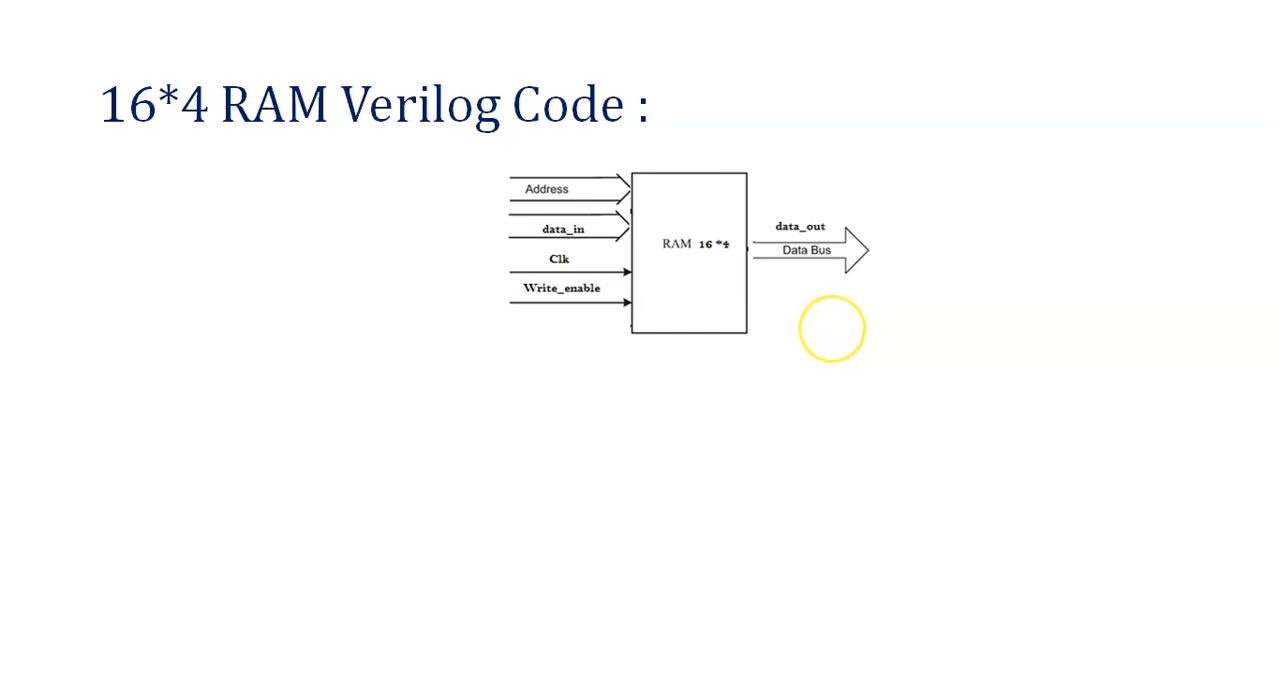 16*4 RAM Verilog Code :
Address
data_in
Clk
Write_enable
RAM 16 *4
data_out
Data Bus